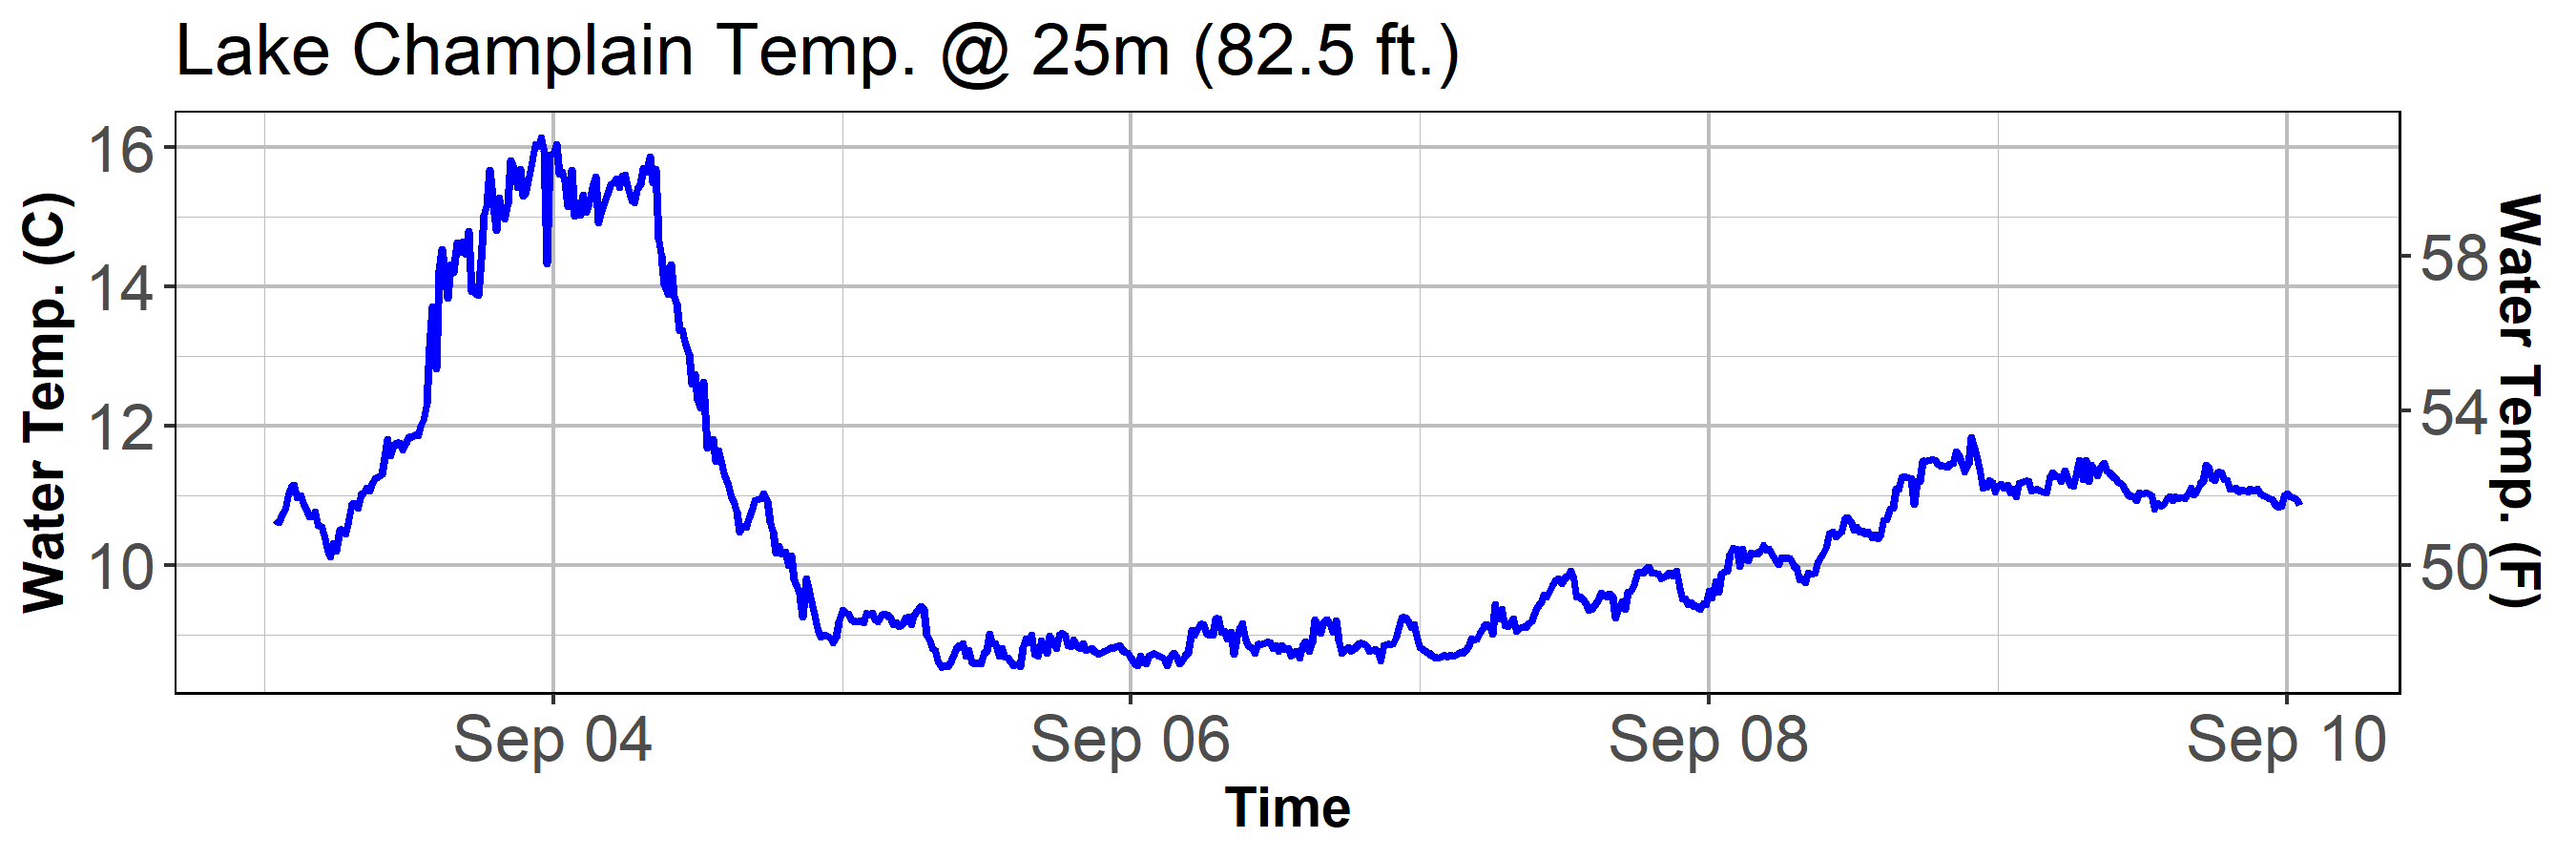 Lake Champlain Temp. @ 25m (82.5 ft.)
Water Temp. (C)
16
14
12
10
58
54
50
Water Temp. (F)
Sep 04 Sep 06 Sep 08 Sep 10
Time